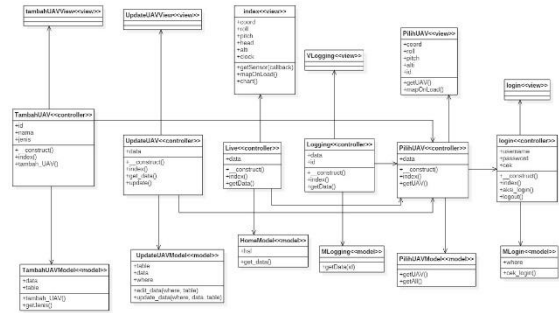 tambahUAVView<<view>>
UpdateUAVView<<view>>
index<<view>>
+coord
+roll
+pitch
+head
+alti
+clock
+getSensor(callback)
+mapOnLoad()
+chart()
VLogging<<view>>
PilihUAV<<view>>
+coord
+roll
+pitch
+alti
+id
+getUAV()
+mapOnLoad()
login<<view>>
TambahUAV<<controller>>
+id
+nama
+jenis
+__construct()
+index()
+tambah_UAV()
UpdateUAV<<controller>>
+data
+__construct()
+index()
+get_data()
+update()
Live<<controller>>
+data
+__construct()
+index()
+getData()
Logging<<controller>>
+data
+id
+__construct()
+index()
+getData()
PilihUAV<<controller>>
+data
+__construct()
+index()
+getUAV()
login<<controller>>
+username
+password
+cek
+__construct()
+index()
+aksi_login()
+logout()
TambahUAVModel<<model>>
+data
+table
+tambah_UAV()
+getJenis()
UpdateUAVModel<<model>>
+table
+data
+where
+edit_data(where, table)
+update_data(where, data, table)
HomeModel<<model>>
+get_data()
MLogging<<model>>
+getData(id)
PilihUAVModel<<model>>
+getUAV()
+getAll()
MLogin<<model>>
+where
+cek_login()